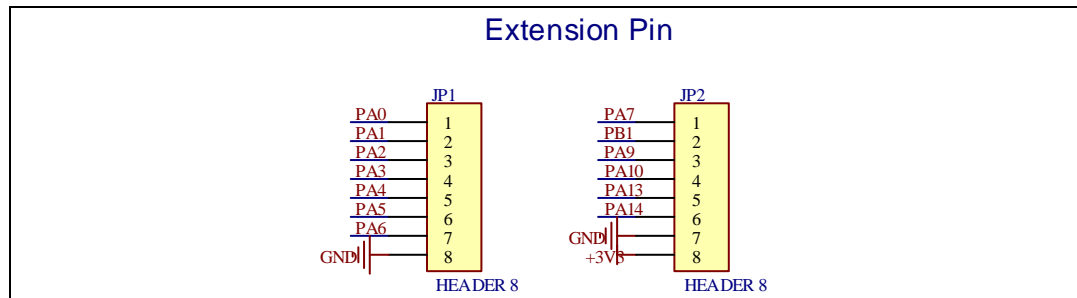 Extension Pin
JP1
PA0 1
PA1 2
PA2 3
PA3 4
PA4 5
PA5 6
PA6 7
GND 8
HEADER 8
JP2
PA7 1
PB1 2
PA9 3
PA10 4
PA13 5
PA14 6
GND 7
+3V3 8
HEADER 8